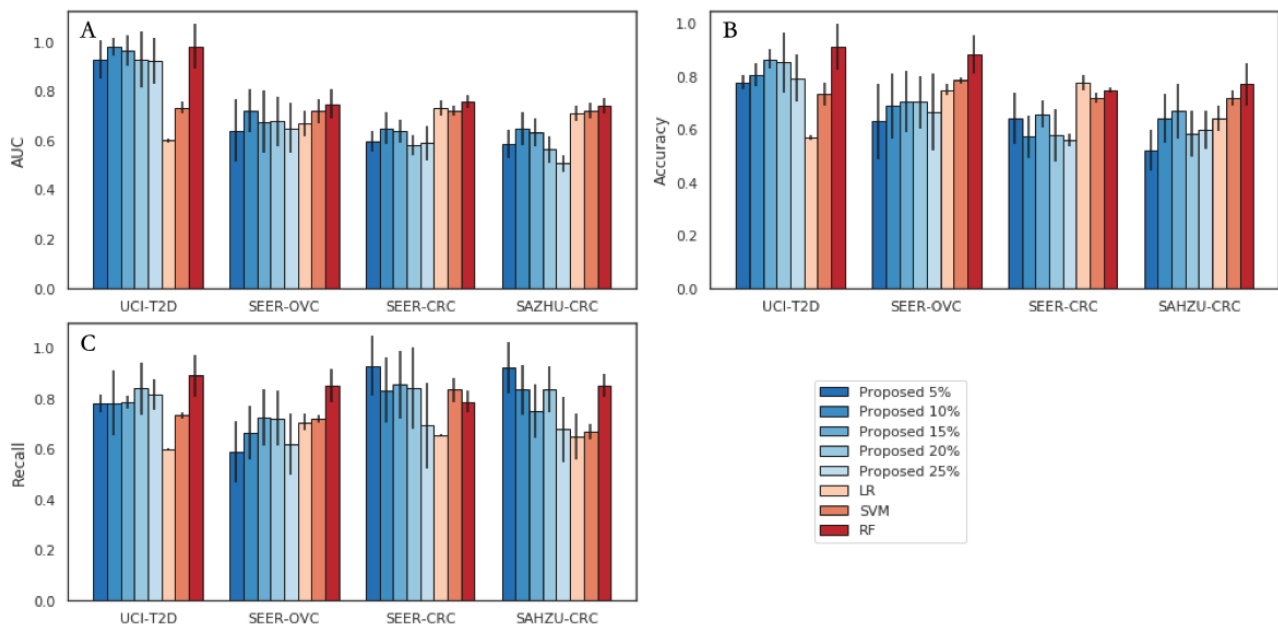 A
1.0
0.8
0.6
0.4
0.2
0.0
AUC
UCI-T2D SEER-OVC SEER-CRC SAZHU-CRC
B
1.0
0.8
0.6
0.4
0.2
0.0
Accuracy
UCI-T2D SEER-OVC SEER-CRC SAHZU-CRC
C
1.0
0.8
0.6
0.4
0.2
0.0
Recall
UCI-T2D SEER-OVC SEER-CRC SAHZU-CRC
Proposed 5%
Proposed 10%
Proposed 15%
Proposed 20%
Proposed 25%
LR
SVM
RF